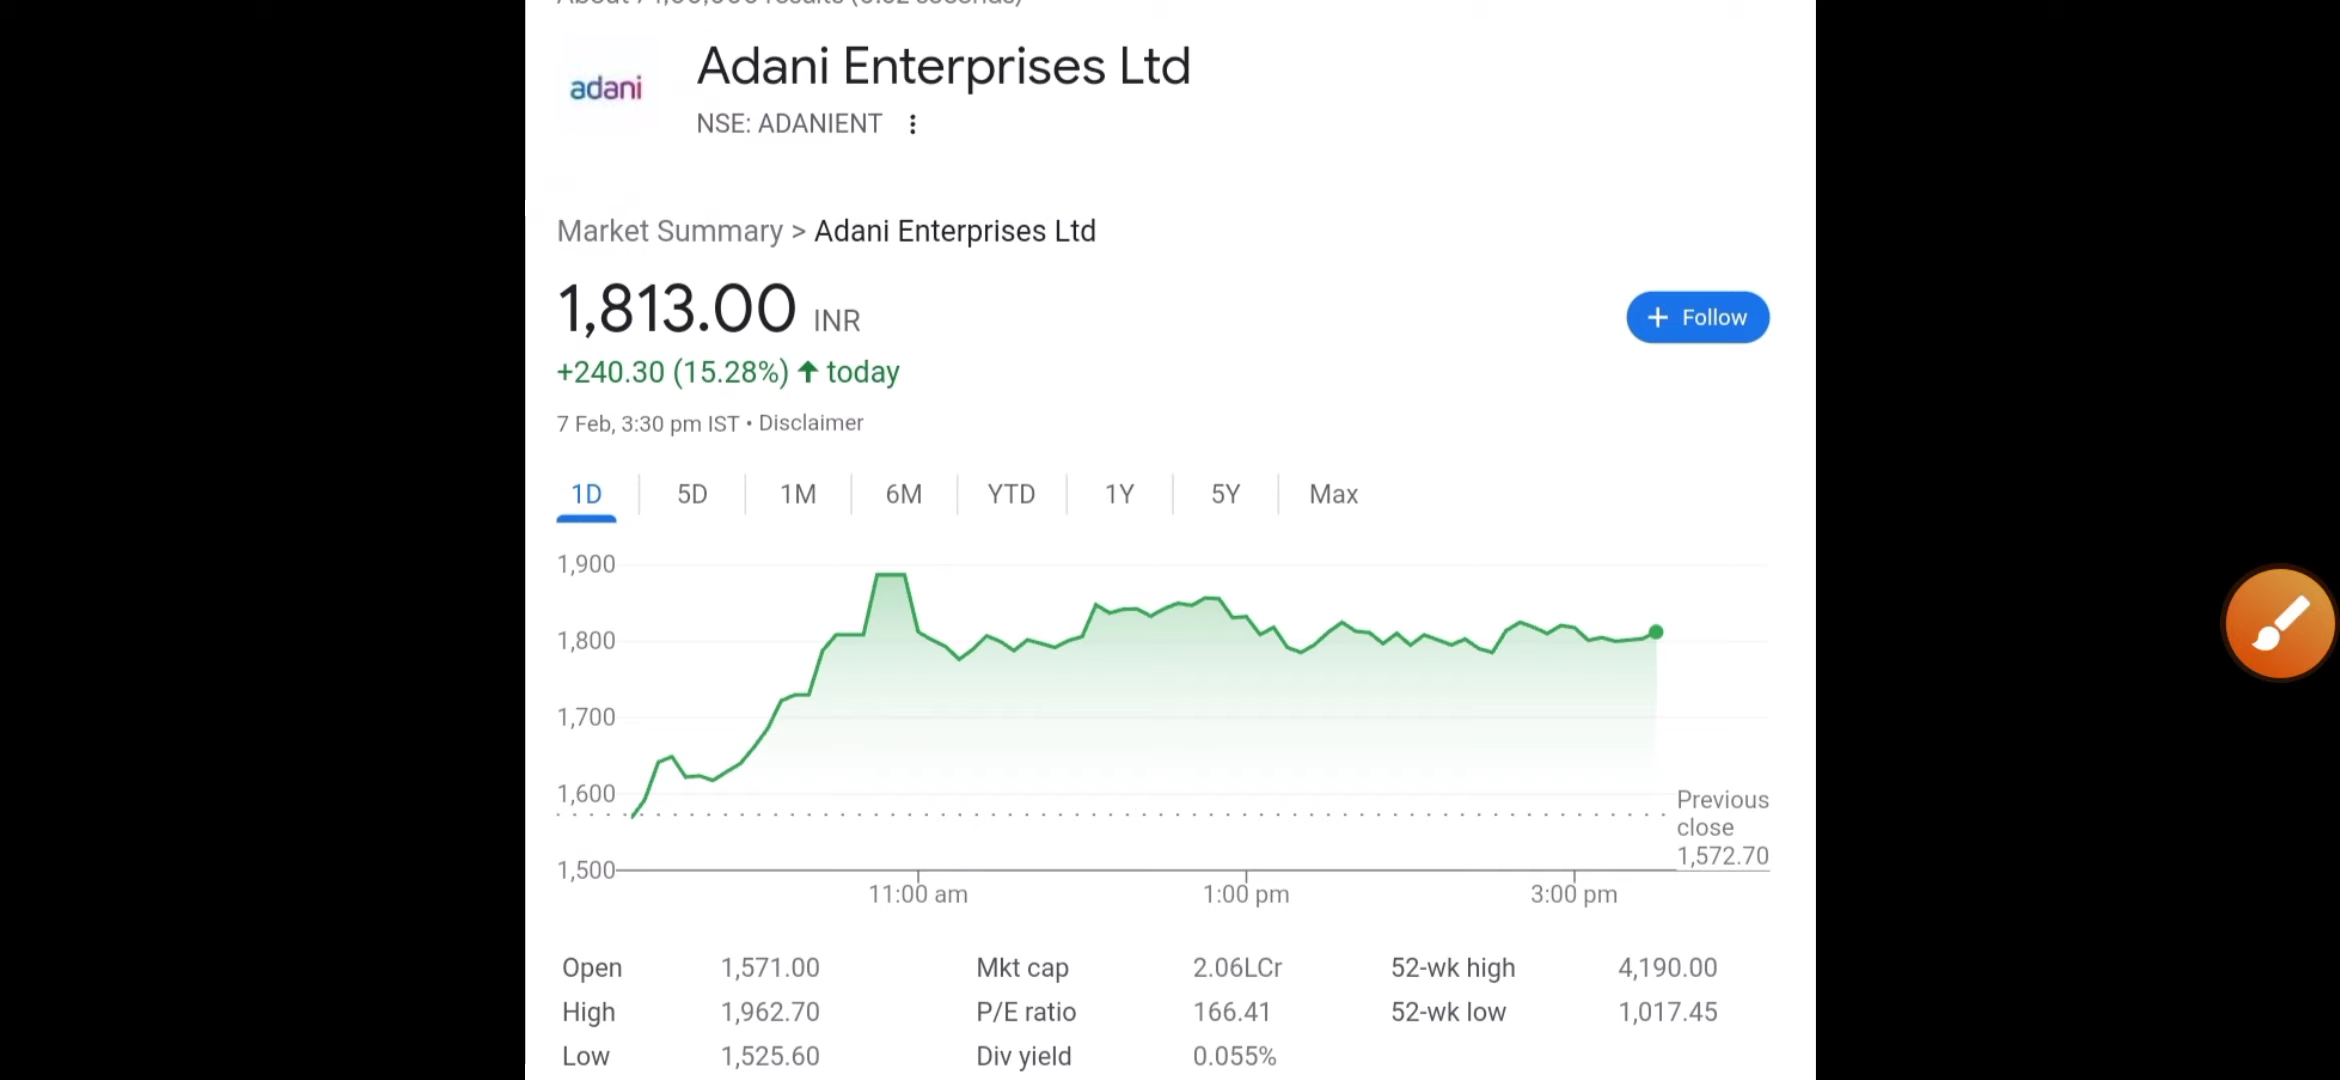 adani
Adani Enterprises Ltd
NSE: ADANIENT
Market Summary > Adani Enterprises Ltd
1,813.00 INR
+ Follow
+240.30 (15.28%) ↑ today
7 Feb, 3:30 pm IST • Disclaimer
1D 5D 1M 6M YTD 1Y 5Y Max
1,900
1,800
1,700
1,600
1,500
Previous
close
1,572.70
11:00 am 1:00 pm 3:00 pm
Open 1,571.00 Mkt cap 2.06LCr 52-wk high 4,190.00
High 1,962.70 P/E ratio 166.41 52-wk low 1,017.45
Low 1,525.60 Div yield 0.055%